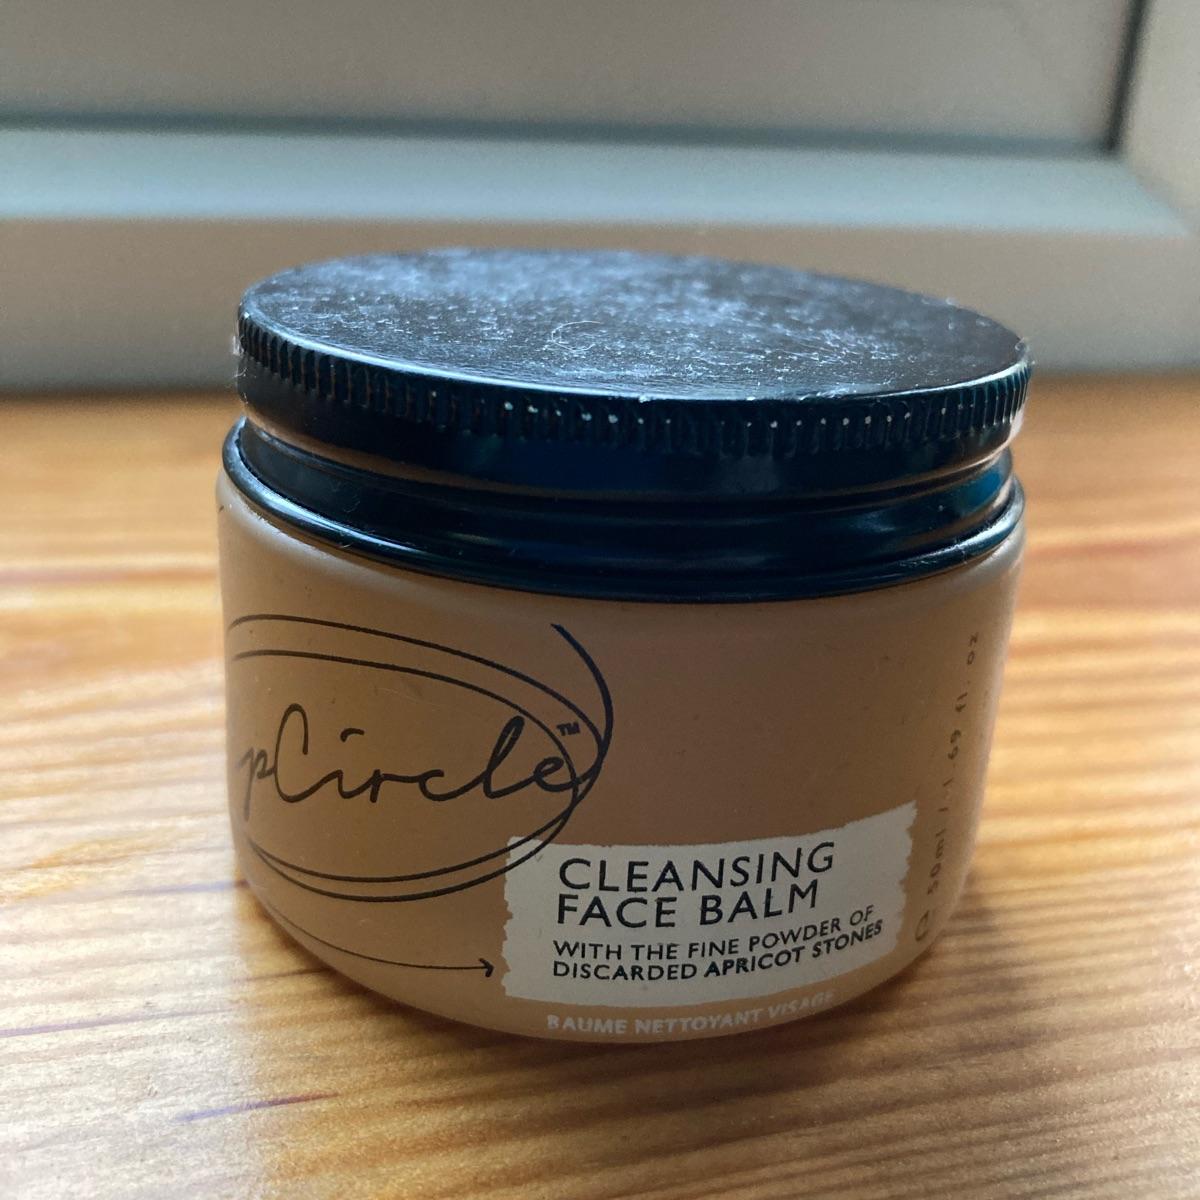 pCircle™
CLEANSING
FACE BALM
WITH THE FINE POWDER OF
DISCARDED APRICOT STONES
BAUME NETTOYANT VISAGE
℮ 50ml / 1.69 fl. oz